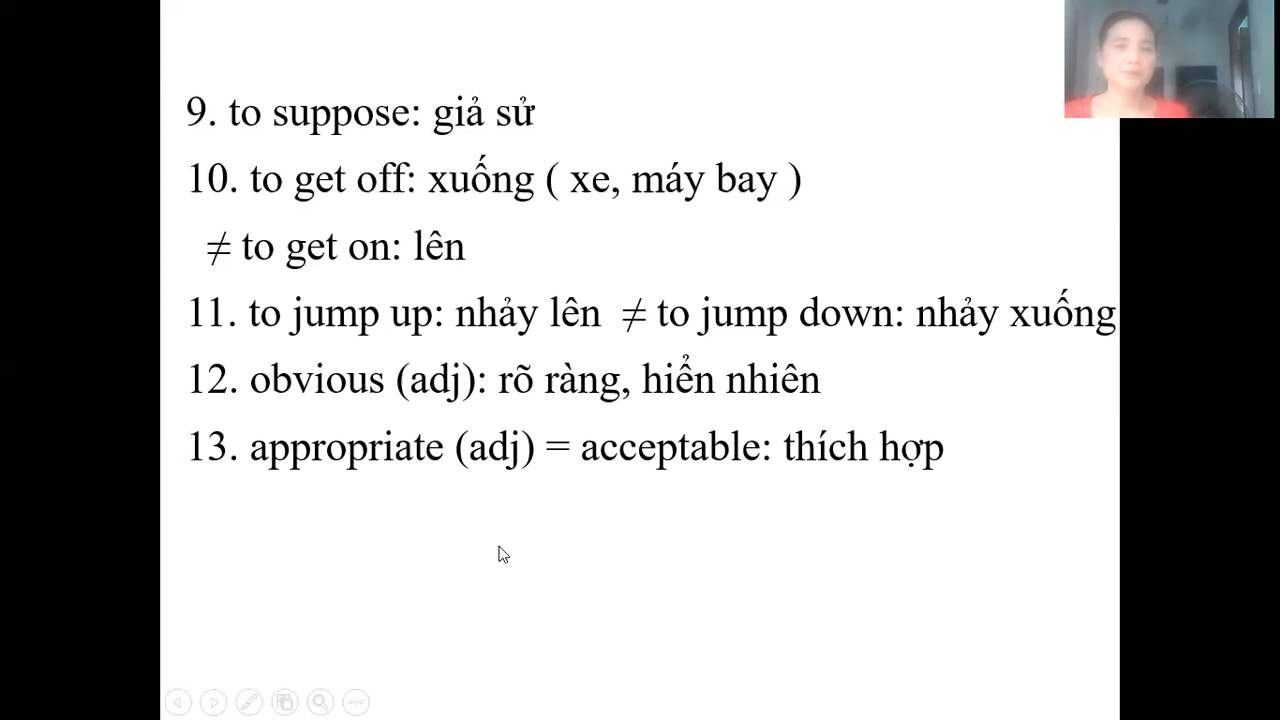 9. to suppose: giả sử
10. to get off: xuống ( xe, máy bay )
≠ to get on: lên
11. to jump up: nhảy lên ≠ to jump down: nhảy xuống
12. obvious (adj): rõ ràng, hiển nhiên
13. appropriate (adj) = acceptable: thích hợp